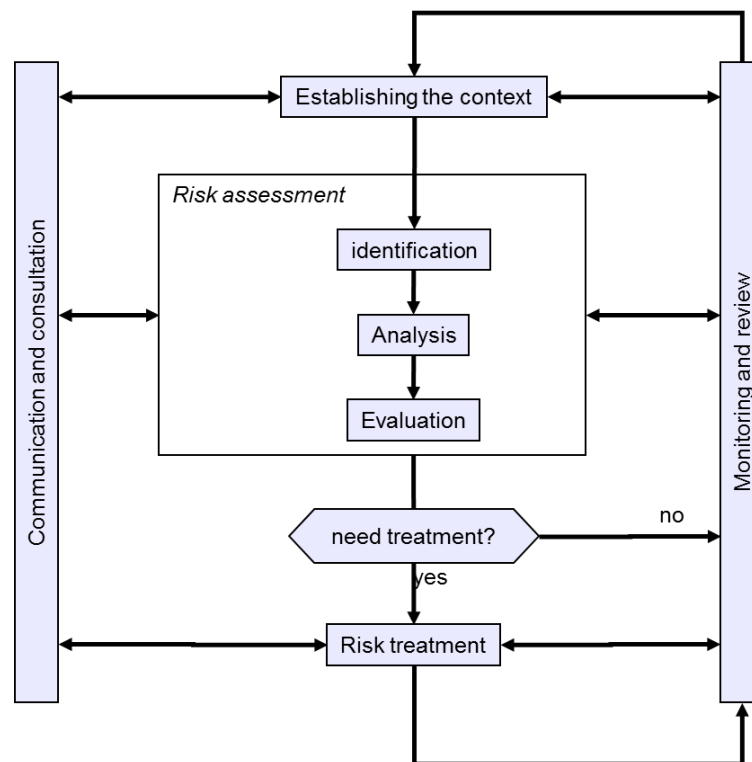 Establishing the context
Communication and consultation
Risk assessment
identification
Analysis
Evaluation
Monitoring and review
need treatment?
no
yes
Risk treatment